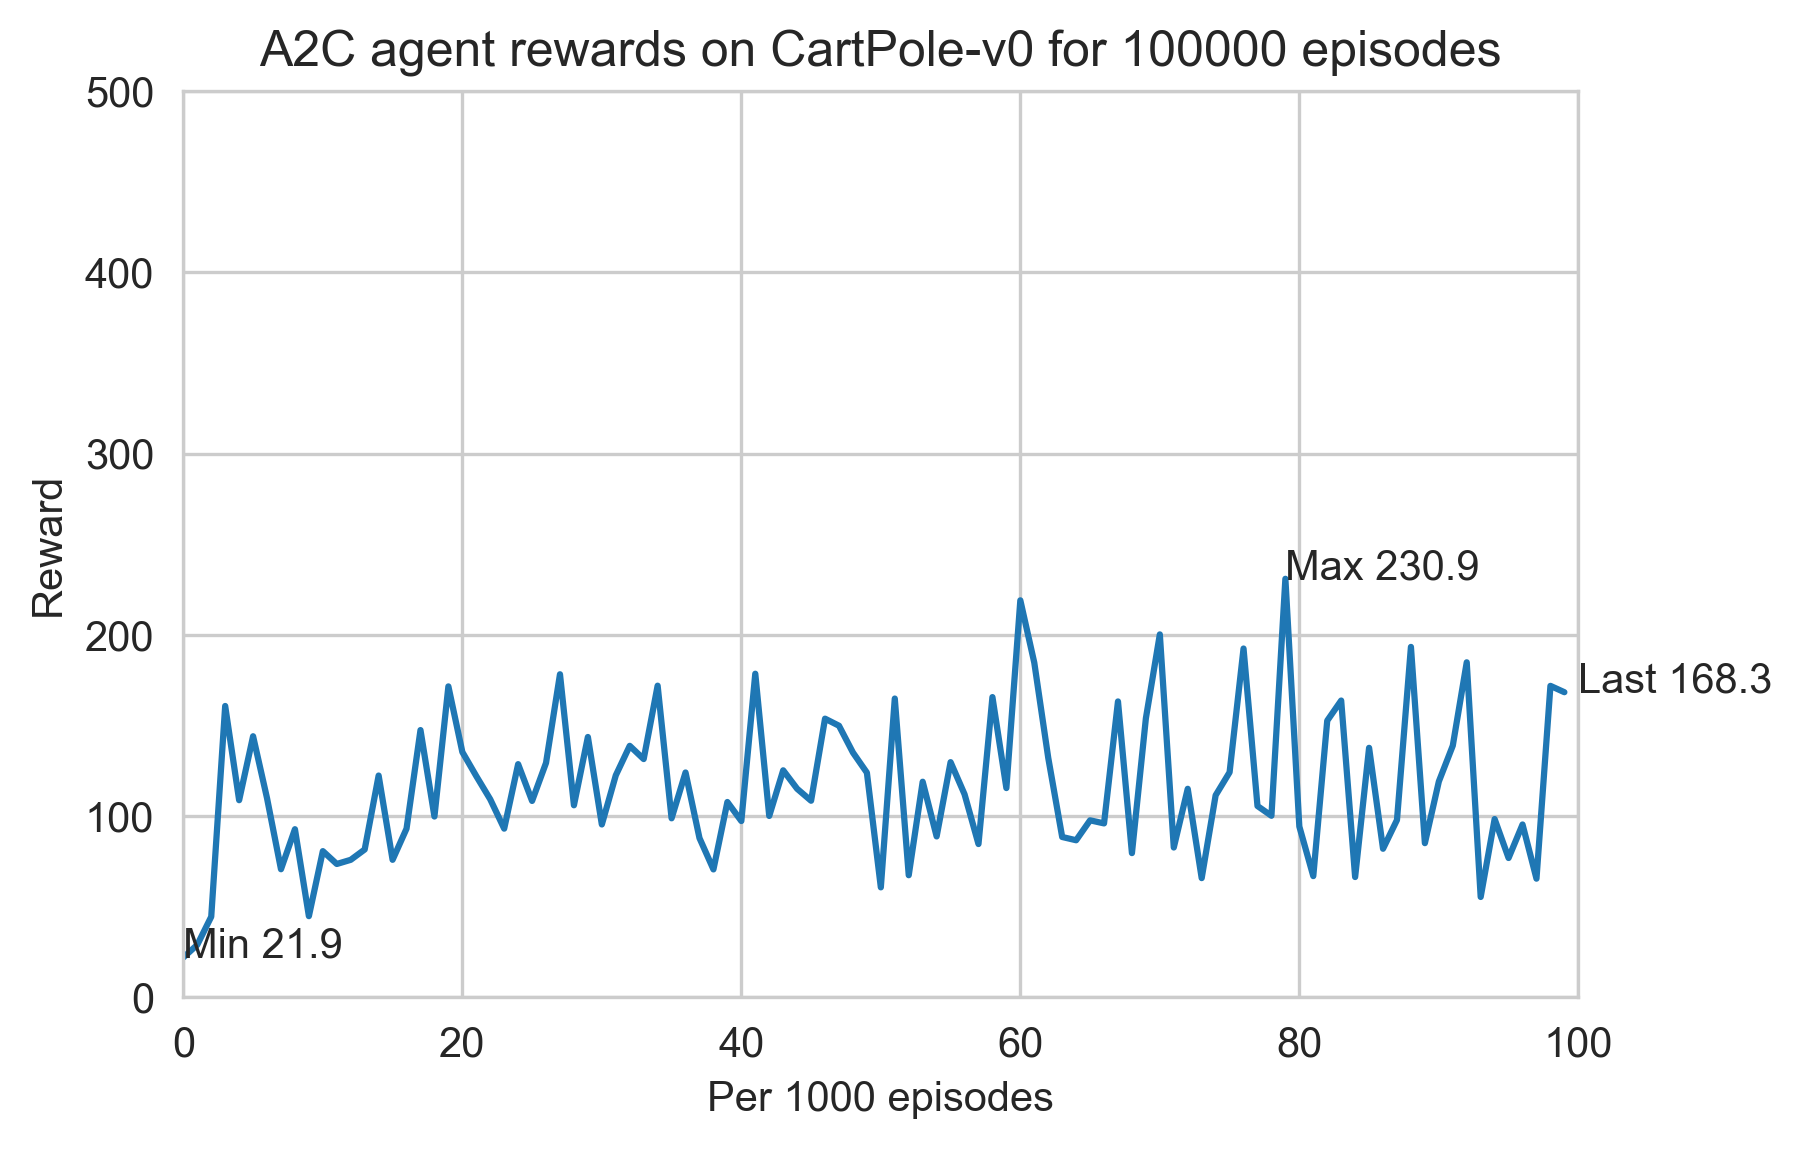 A2C agent rewards on CartPole-v0 for 100000 episodes
500
400
300
200
100
0
Reward
Max 230.9
Last 168.3
Min 21.9
0 20 40 60 80 100
Per 1000 episodes